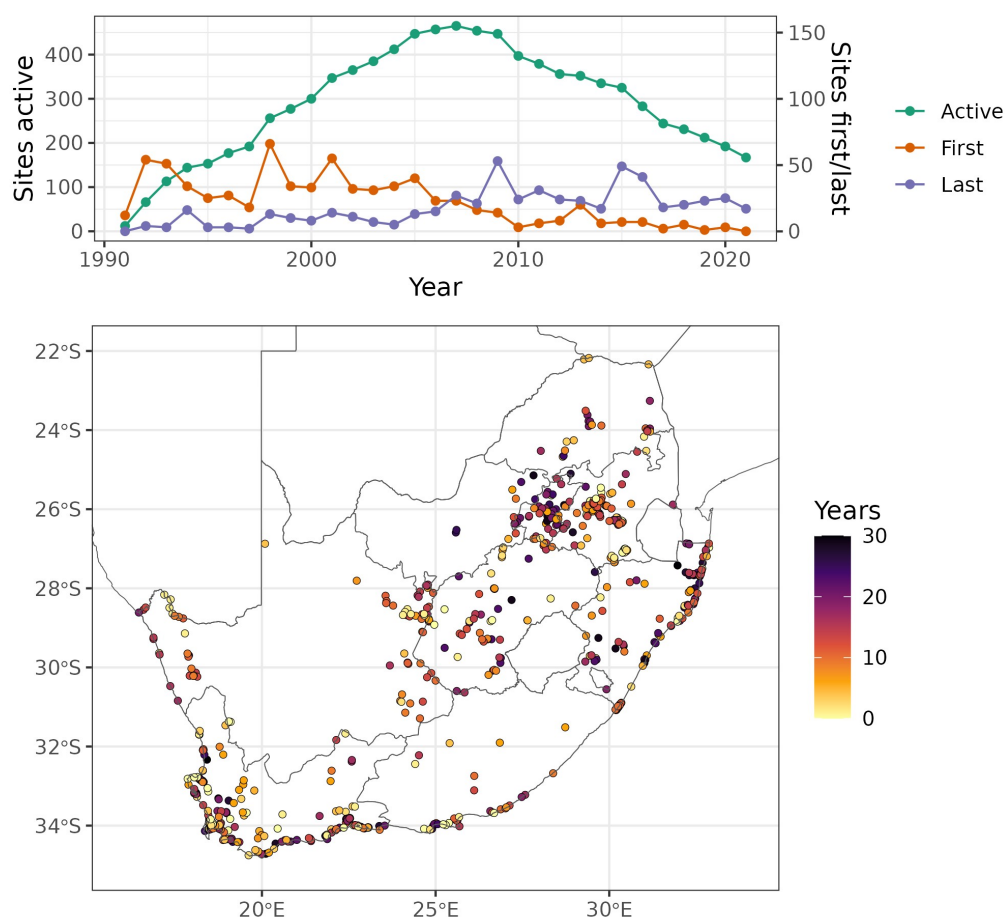 Sites active
400
300
200
100
0
150
100
50
0
Sites first/last
1990
2000
2010
2020
Year
Active
First
Last
22°S
24°S
26°S
28°S
30°S
32°S
34°S
20°E
25°E
30°E
Years
30
20
10
0